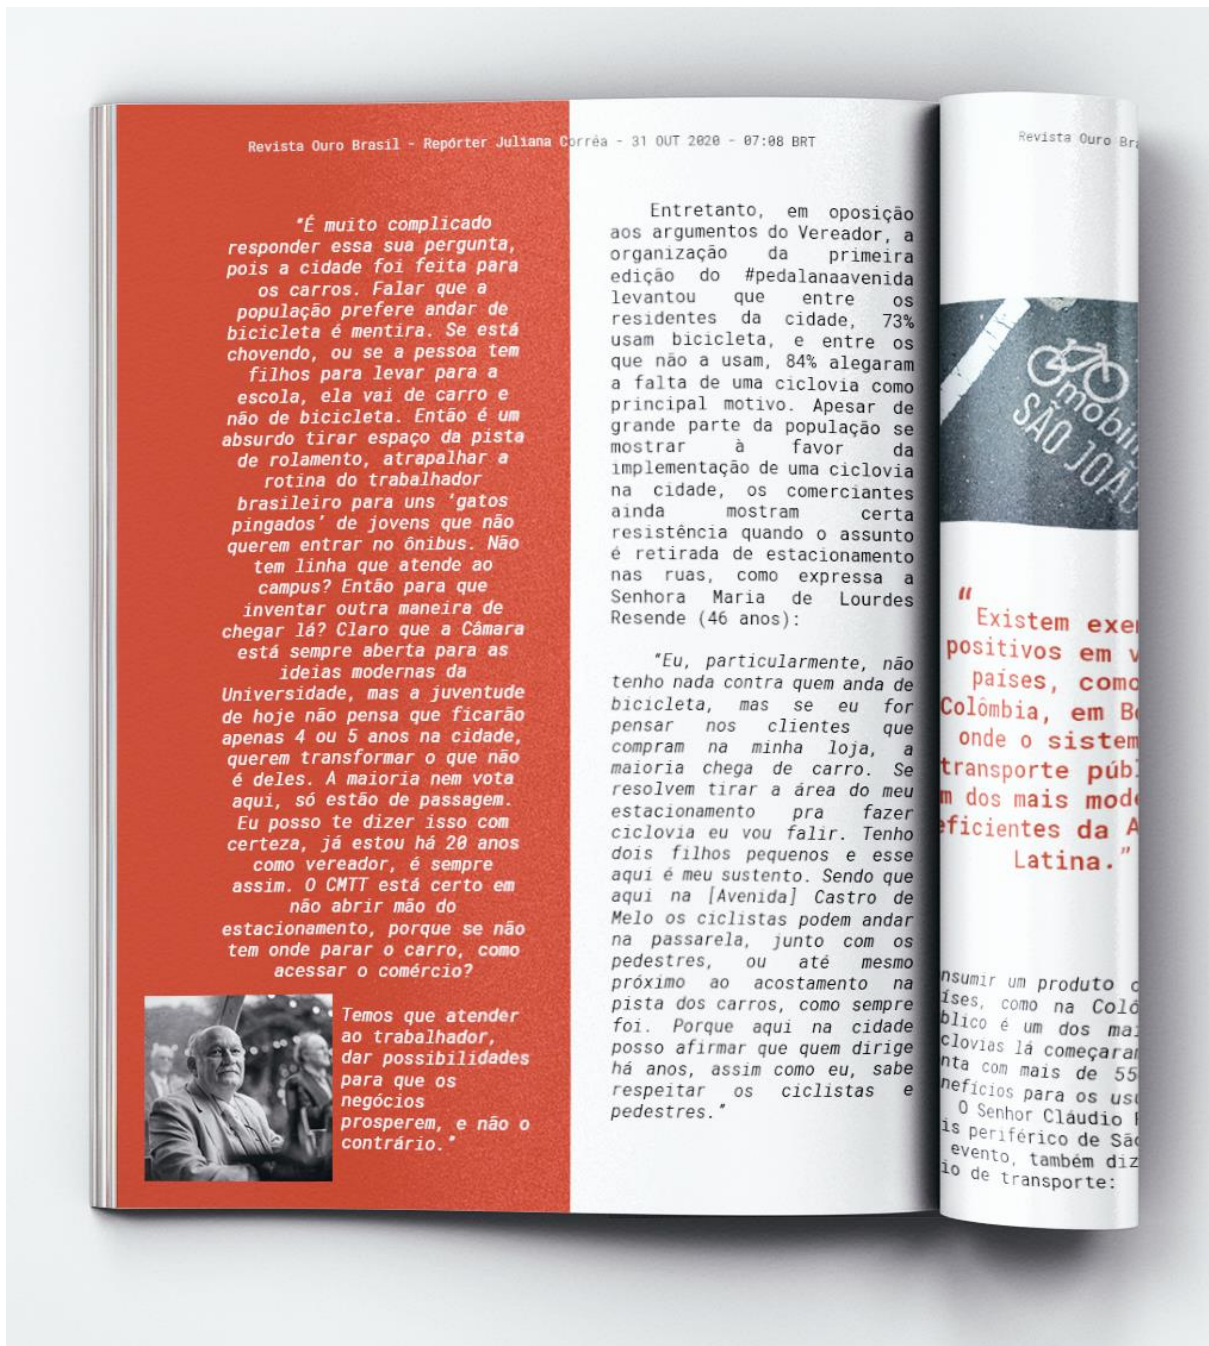 Revista Ouro Brasil - Repórter Juliana Corrêa - 31 OUT 2020 - 07:08 BRT
"É muito complicado
responder essa sua pergunta,
pois a cidade foi feita para
os carros. Falar que a
população prefere andar de
bicicleta é mentira. Se está
chovendo, ou se a pessoa tem
filhos para levar para a
escola, ela vai de carro e
não de bicicleta. Então é um
absurdo tirar espaço da pista
de rolamento, atrapalhar a
rotina do trabalhador
brasileiro para uns 'gatos
pingados' de jovens que não
querem entrar no ônibus. Não
tem linha que atende ao
campus? Então para que
inventar outra maneira de
chegar lá? Claro que a Câmara
está sempre aberta para as
ideias modernas da
Universidade, mas a juventude
de hoje não pensa que ficarão
apenas 4 ou 5 anos na cidade,
querem transformar o que não
é deles. A maioria nem vota
aqui, só estão de passagem.
Eu posso te dizer isso com
certeza, já estou há 20 anos
como vereador, é sempre
assim. O CMTT está certo em
não abrir mão do
estacionamento, porque se não
tem onde parar o carro, como
acessar o comércio?
Temos que atender
ao trabalhador,
dar possibilidades
para que os
negócios
prosperem, e não o
contrário."
Entretanto, em oposição
aos argumentos do Vereador, a
organização da primeira
edição do #pedalanaavenida
levantou que entre os
residentes da cidade, 73%
usam bicicleta, e entre os
que não a usam, 84% alegaram
a falta de uma ciclovia como
principal motivo. Apesar de
grande parte da população se
mostrar à favor da
implementação de uma ciclovia
na cidade, os comerciantes
ainda mostram certa
resistência quando o assunto
é retirada de estacionamento
nas ruas, como expressa a
Senhora Maria de Lourdes
Resende (46 anos):
"Eu, particularmente, não
tenho nada contra quem anda de
bicicleta, mas se eu for
pensar nos clientes que
compram na minha loja, a
maioria chega de carro. Se
resolvem tirar a área do meu
estacionamento pra fazer
ciclovia eu vou falir. Tenho
dois filhos pequenos e esse
aqui é meu sustento. Sendo que
aqui na [Avenida] Castro de
Melo os ciclistas podem andar
na passarela, junto com os
pedestres, ou até mesmo
próximo ao acostamento na
pista dos carros, como sempre
foi. Porque aqui na cidade
posso afirmar que quem dirige
há anos, assim como eu, sabe
respeitar os ciclistas e
pedestres."
Revista Ouro
SÃO JOÃO
"Existem
positivos em
países, como
Colômbia, em
onde o
transporte
dos mais
eficientes da
Latina."
um produto
como na
é um dos
lá
com mais de
para os
O Senhor Cláudio
periférico de
evento, também
de transporte: